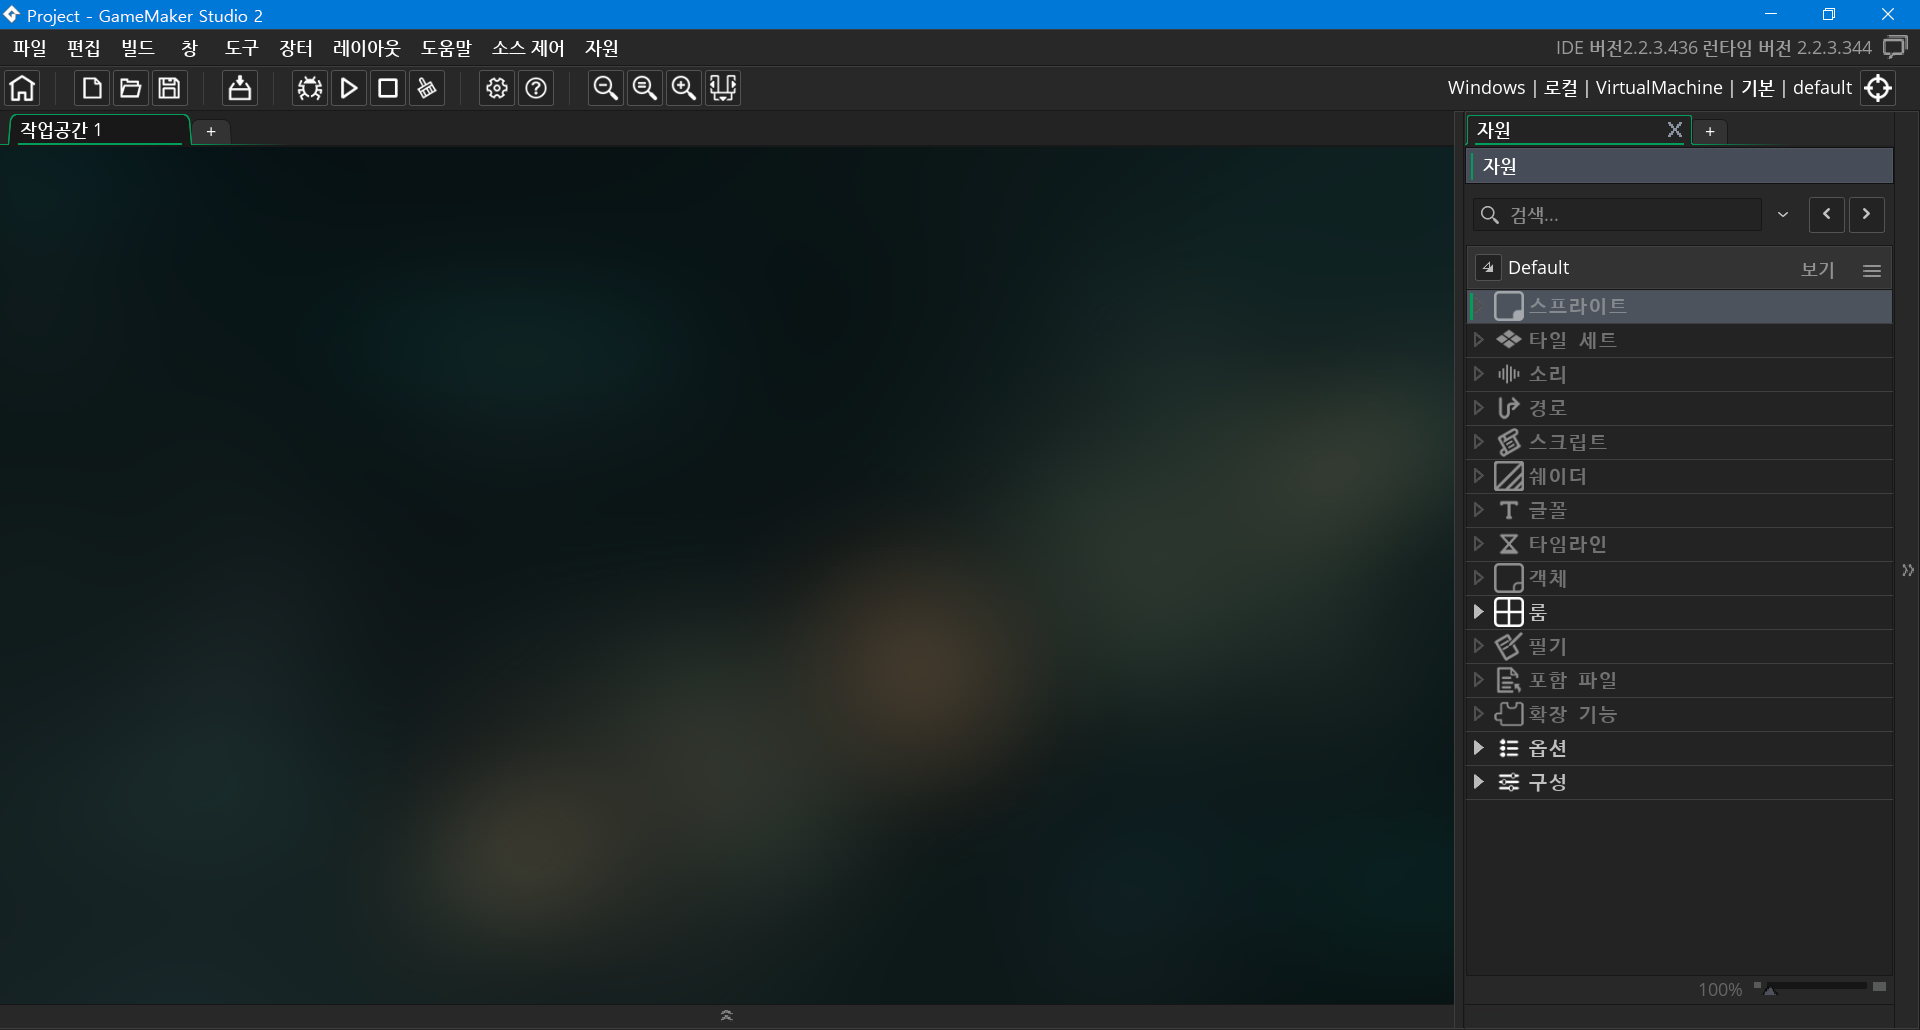 Project - GameMaker Studio 2
파일 편집 빌드 창 도구 장터 레이아웃 도움말 소스 제어 자원
IDE 버전2.2.3.436 런타임 버전 2.2.3.344
Windows | 로컬 | VirtualMachine | 기본 | default
작업공간 1
+
자원
+
자원
검색...
Default
보기
스프라이트
타일 세트
소리
경로
스크립트
쉐이더
글꼴
타임라인
객체
룸
필기
포함 파일
확장 기능
옵션
구성
100%